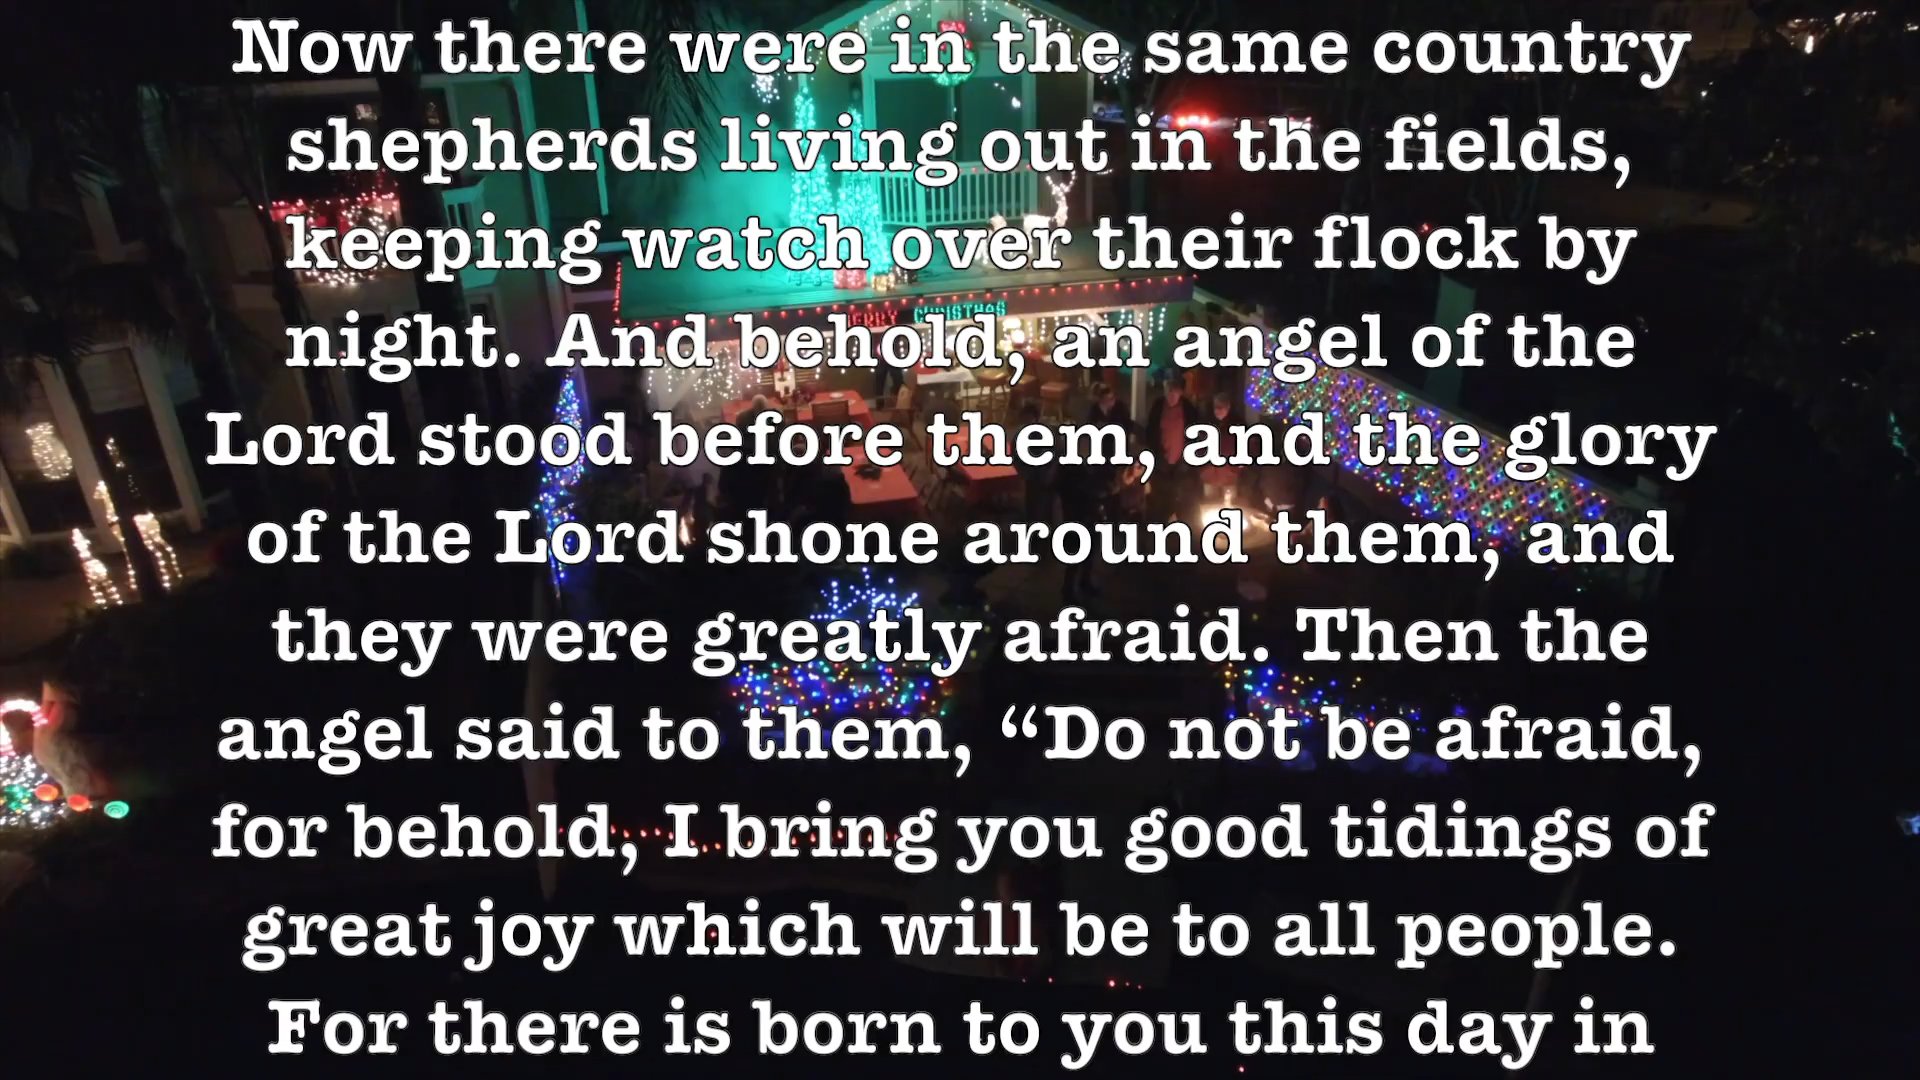 Now there were in the same country
shepherds living out in the fields,
keeping watch over their flock by
night. And behold, an angel of the
Lord stood before them, and the glory
of the Lord shone around them, and
they were greatly afraid. Then the
angel said to them, “Do not be afraid,
for behold, I bring you good tidings of
great joy which will be to all people.
For there is born to you this day in
MERRY CHRISTMAS